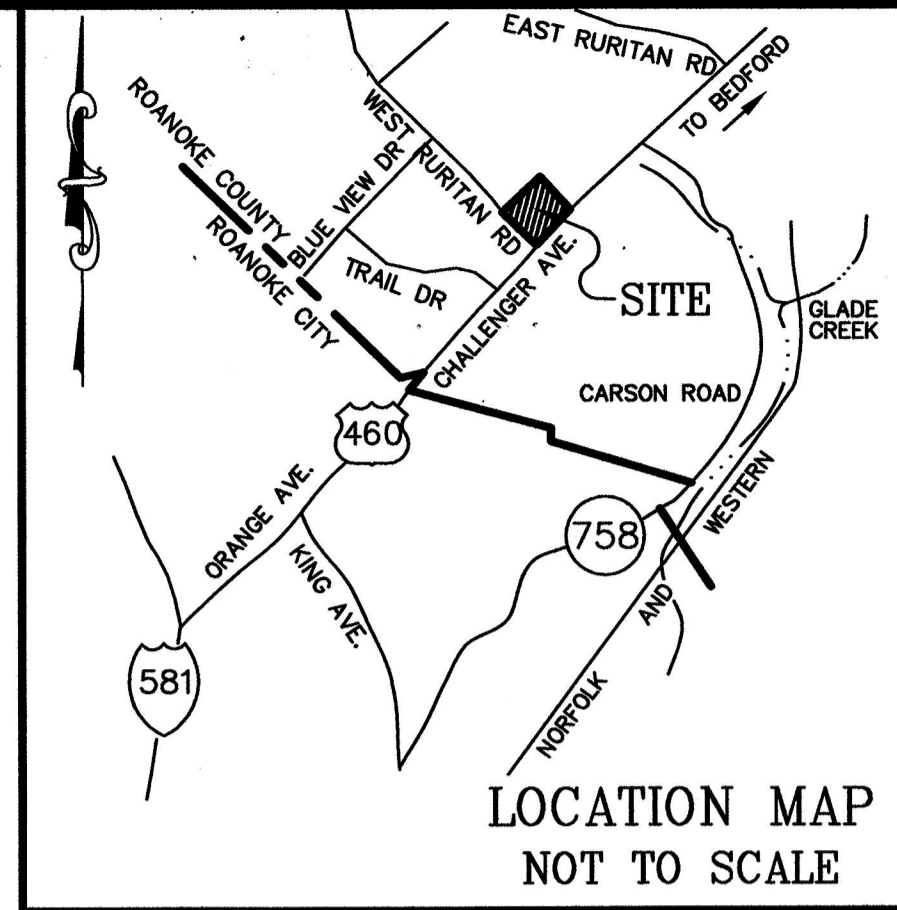 EAST RURITAN RD
TO BEDFORD
ROANOKE COUNTY
ROANOKE CITY
WEST RURITAN RD
BLUE VIEW DR
TRAIL DR
CHALLENGER AVE.
SITE
GLADE
CREEK
CARSON ROAD
460
ORANGE AVE.
KING AVE.
758
NORFOLK AND WESTERN
581
LOCATION MAP
NOT TO SCALE